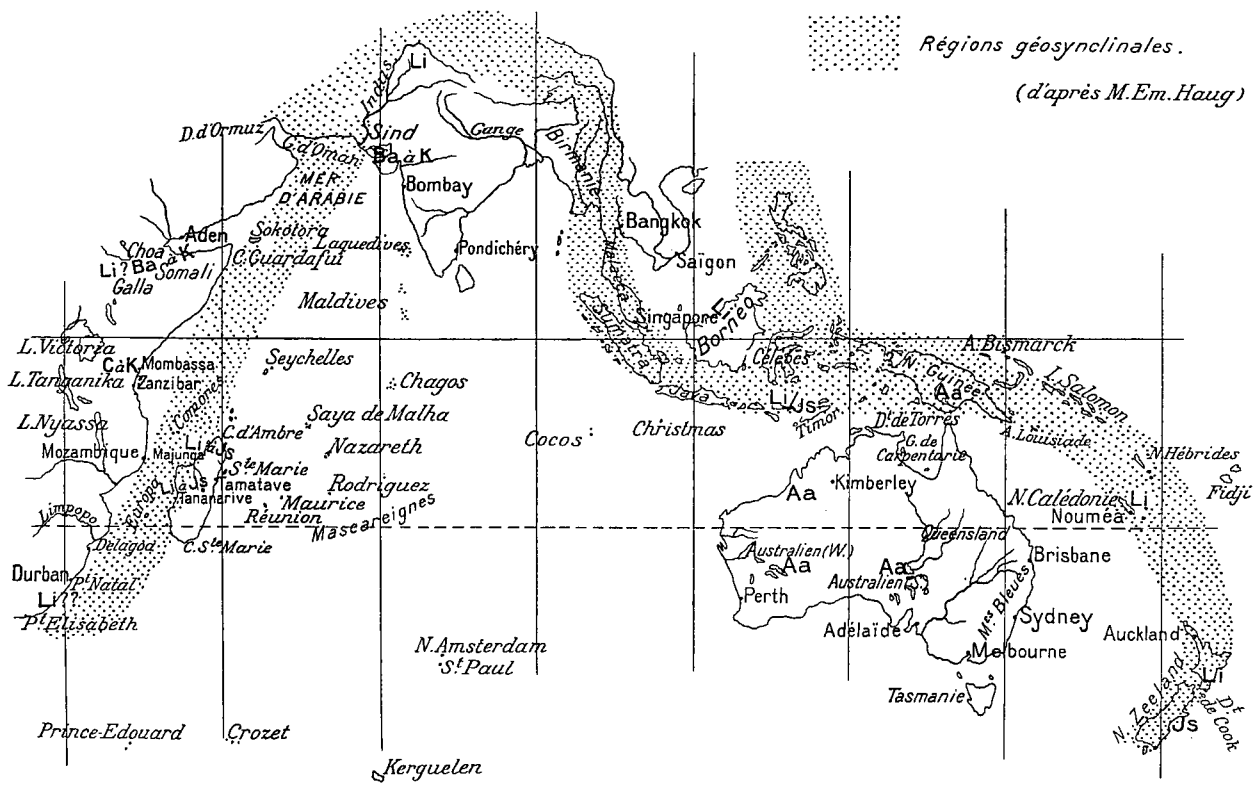 Régions géosynclinales.
(d'après M. Em. Haug)
Li
Indus
D. d'Ormuz
Sind
Gange
Birmanie
G. d'Oman
Ba à K
MER
D'ARABIE
Bombay
Aden
Sokotora
Laquedives
Pondichéry
Bangkok
Choa
Li? Ba à K
Somali
C. Guardafui
Galla
Saïgon
Malacca
Maldives
Singapore
Bornéo
Sumatra
L. Victoria
C à K
Mombassa
Seychelles
Célèbes
N. Guinée
A. Bismarck
L. Tanganika
Zanzibar
Chagos
Java
Li
Js
Aa
I. Salomon
Comores
Saya de Malha
Timor
Dt de Torrès
L. Nyassa
C. d'Ambre
Cocos
Christmas
A. Louisiade
Li à Js
Mozambique
Majunga
Nazareth
G. de
Carpentarie
N. Hébrides
Ste Marie
Li à Js
Tamatave
Rodriguez
Aa
Kimberley
Fidji
Europa
Tananarive
Maurice
N. Calédonie
Li
Limpopo
Réunion
Mascareignes
Nouméa
Delagoa
C. Ste Marie
Queensland
Australien (W.)
Brisbane
Durban
Pt Natal
Aa
Aa
Australien
Li??
Perth
Mes Bleues
Pt Elisabeth
Adélaïde
Sydney
Auckland
N. Amsterdam
Melbourne
St Paul
Li
Tasmanie
N. Zeeland
Dt
de Cook
Js
Prince-Edouard
Crozet
Kerguelen